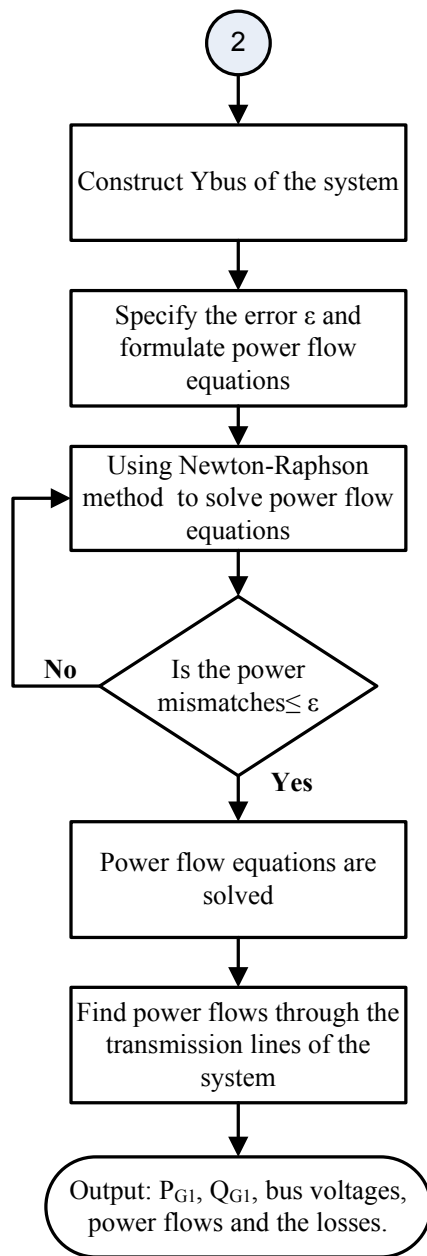 2
Construct Ybus of the system
Specify the error ε and
formulate power flow
equations
Using Newton-Raphson
method to solve power flow
equations
Is the power
mismatches≤ ε
No
Yes
Power flow equations are
solved
Find power flows through the
transmission lines of the
system
Output: PG1, QG1, bus voltages,
power flows and the losses.